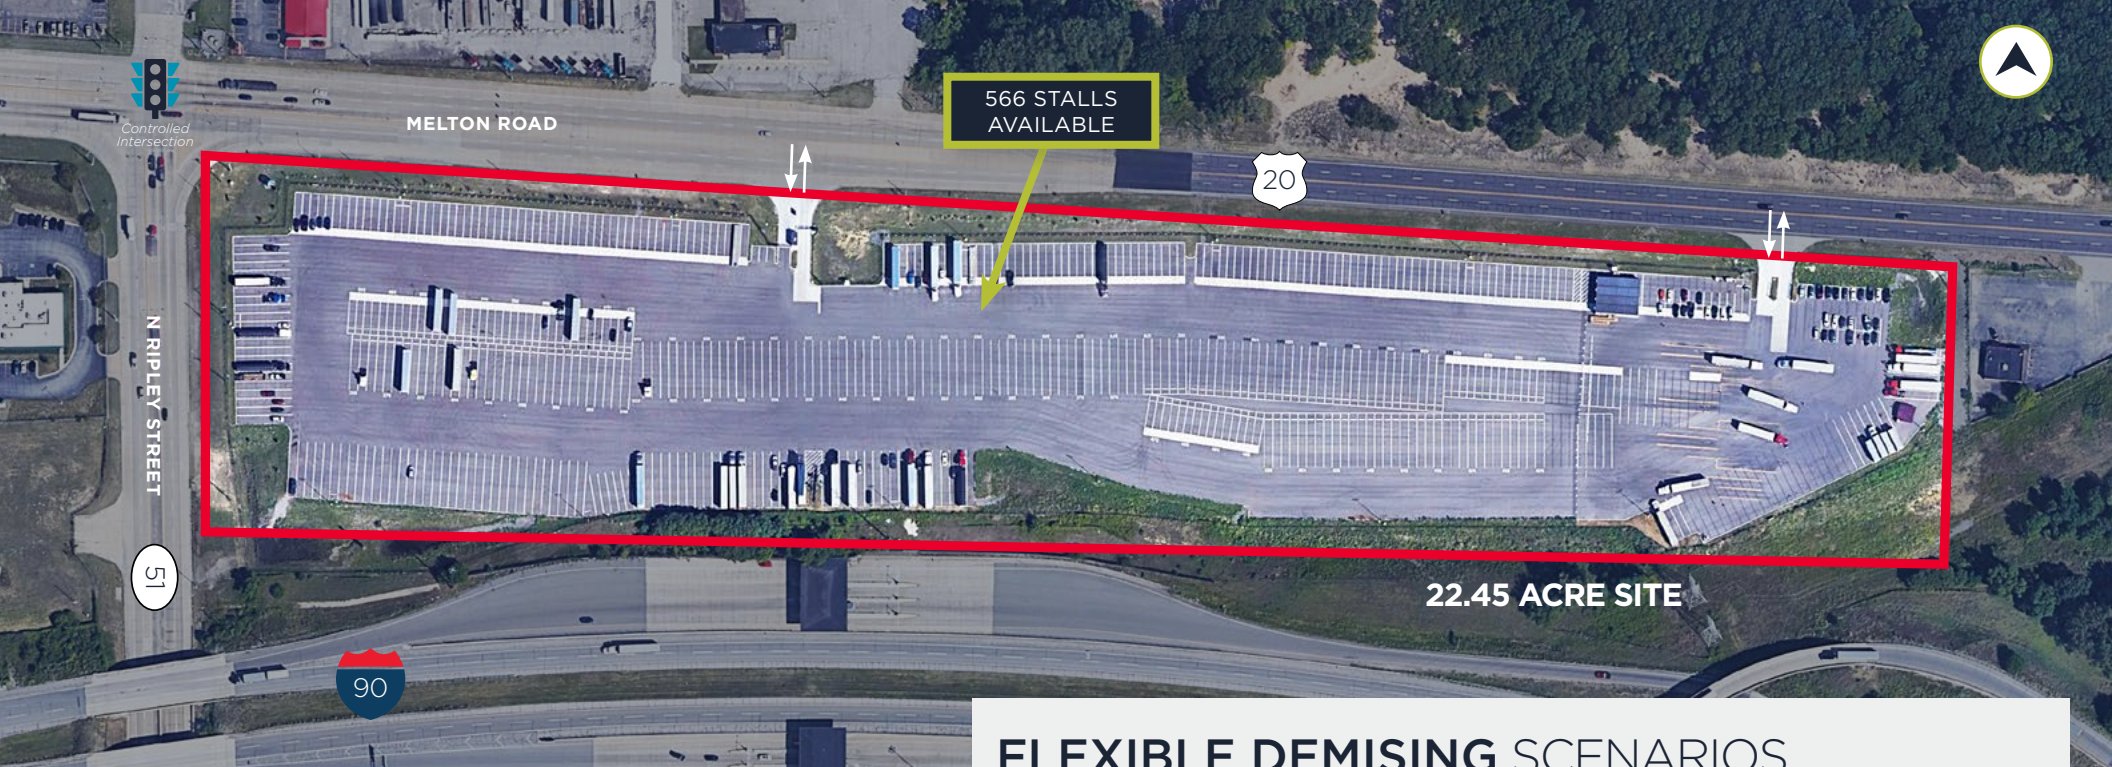 Controlled
Intersection
MELTON ROAD
566 STALLS
AVAILABLE
20
N RIPLEY STREET
51
22.45 ACRE SITE
90
FLEXIBLE DEMISING SCENARIOS